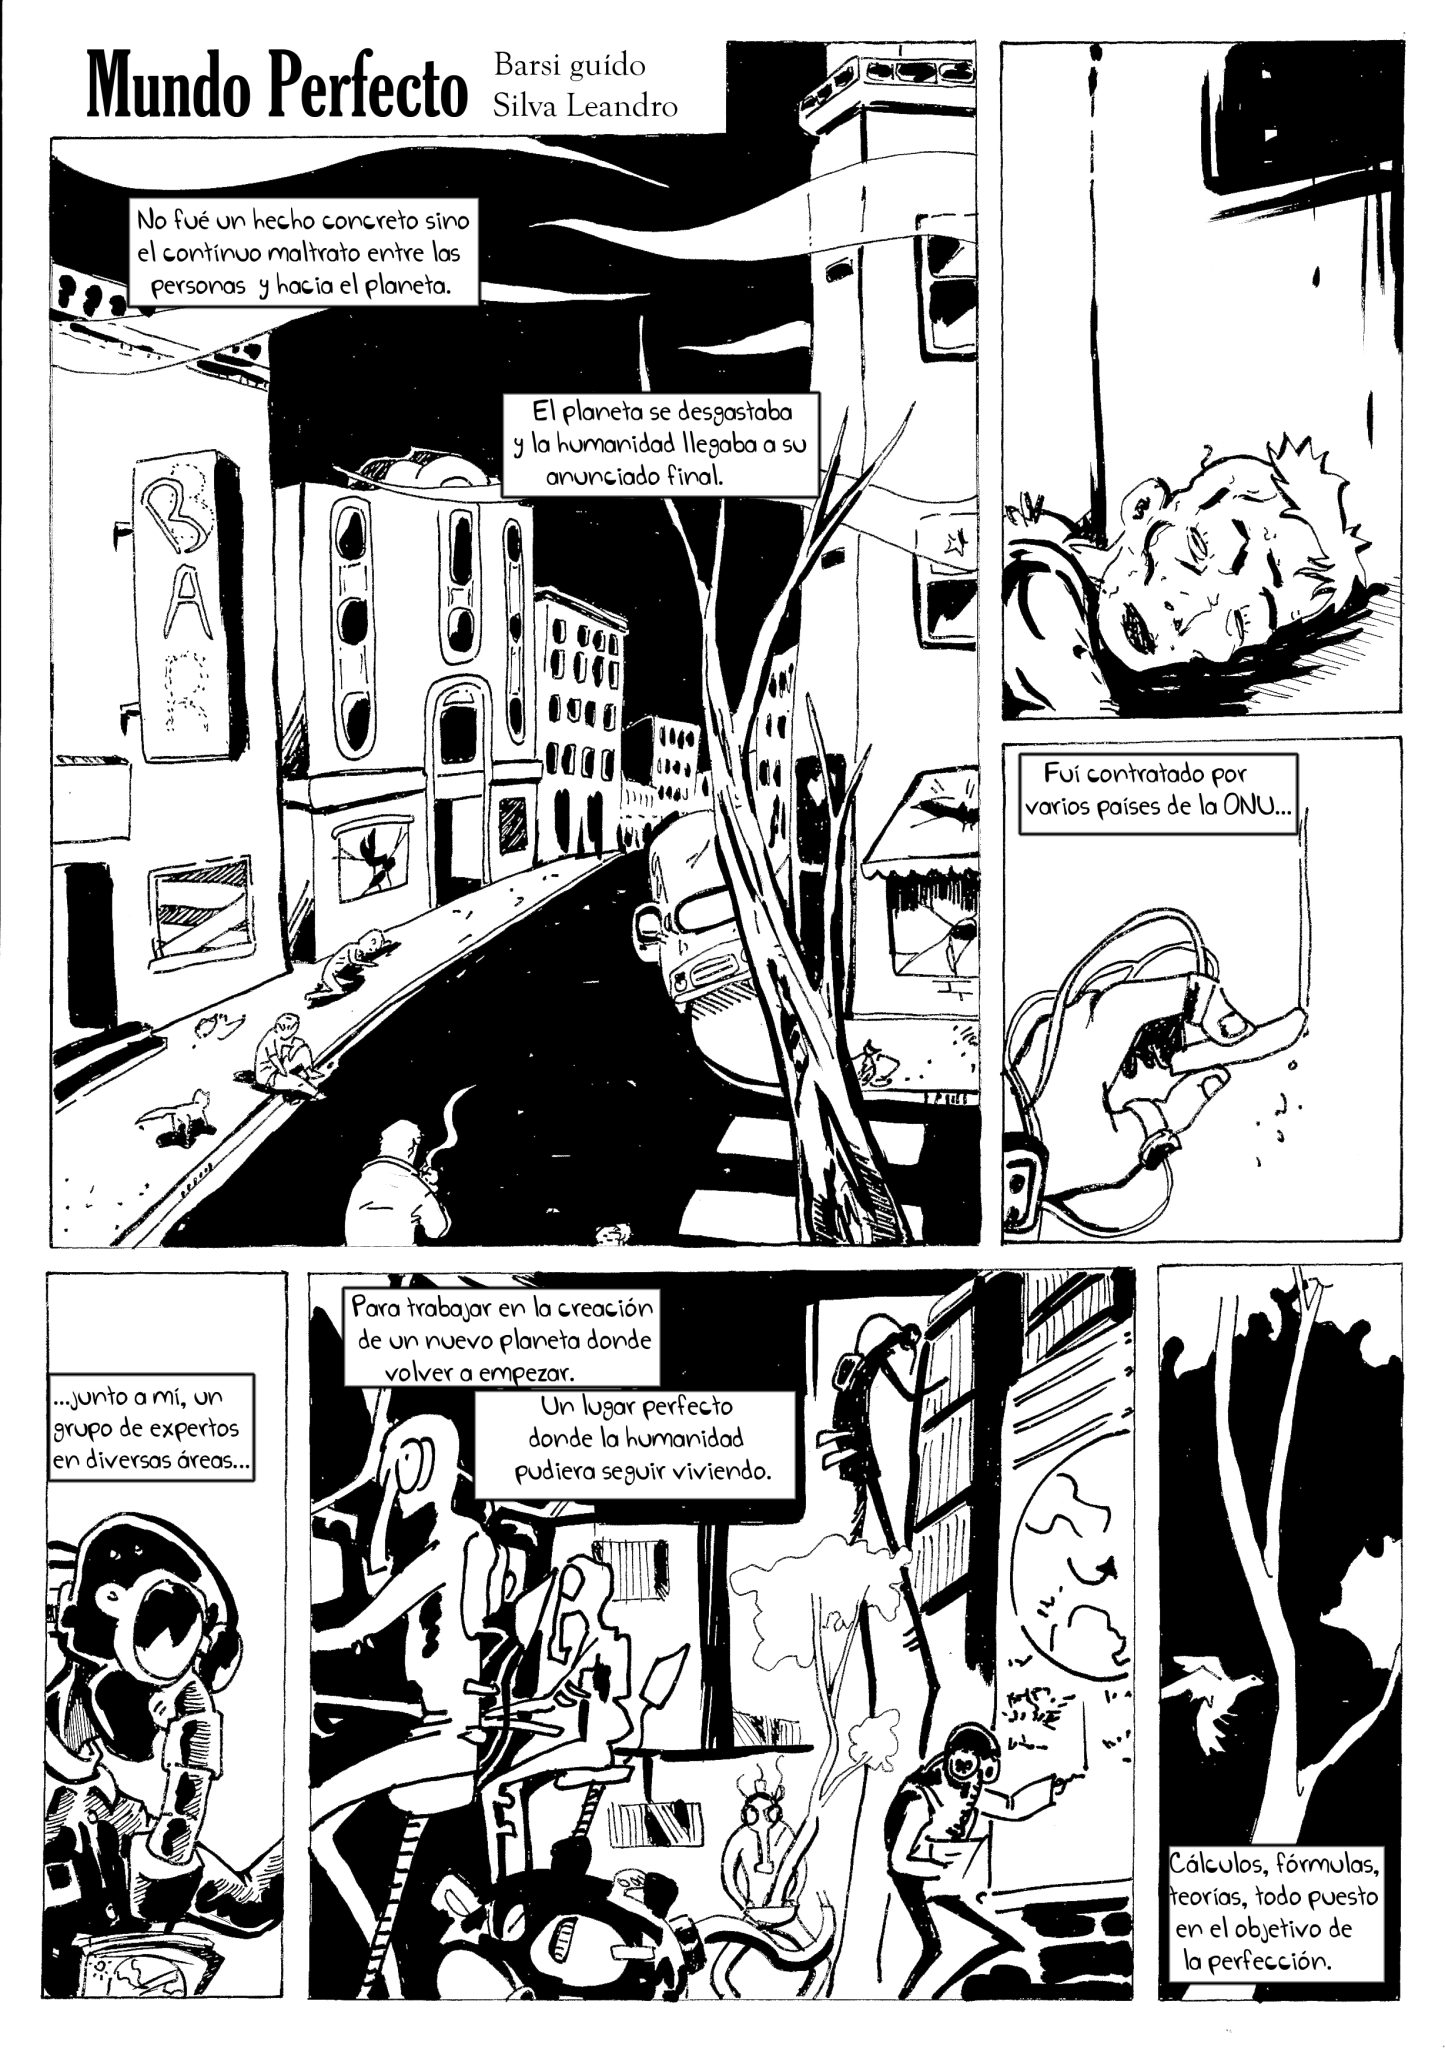 Mundo Perfecto
Barsi guído
Silva Leandro
No fué un hecho concreto sino
el contínuo maltrato entre las
personas y hacia el planeta.
El planeta se desgastaba
y la humanidad llegaba a su
anunciado final.
BAR
Fuí contratado por
varios países de la ONU...
...junto a mí, un
grupo de expertos
en diversas áreas...
Para trabajar en la creación
de un nuevo planeta donde
volver a empezar.
Un lugar perfecto
donde la humanidad
pudiera seguir viviendo.
Cálculos, fórmulas,
teorías, todo puesto
en el objetivo de
la perfección.